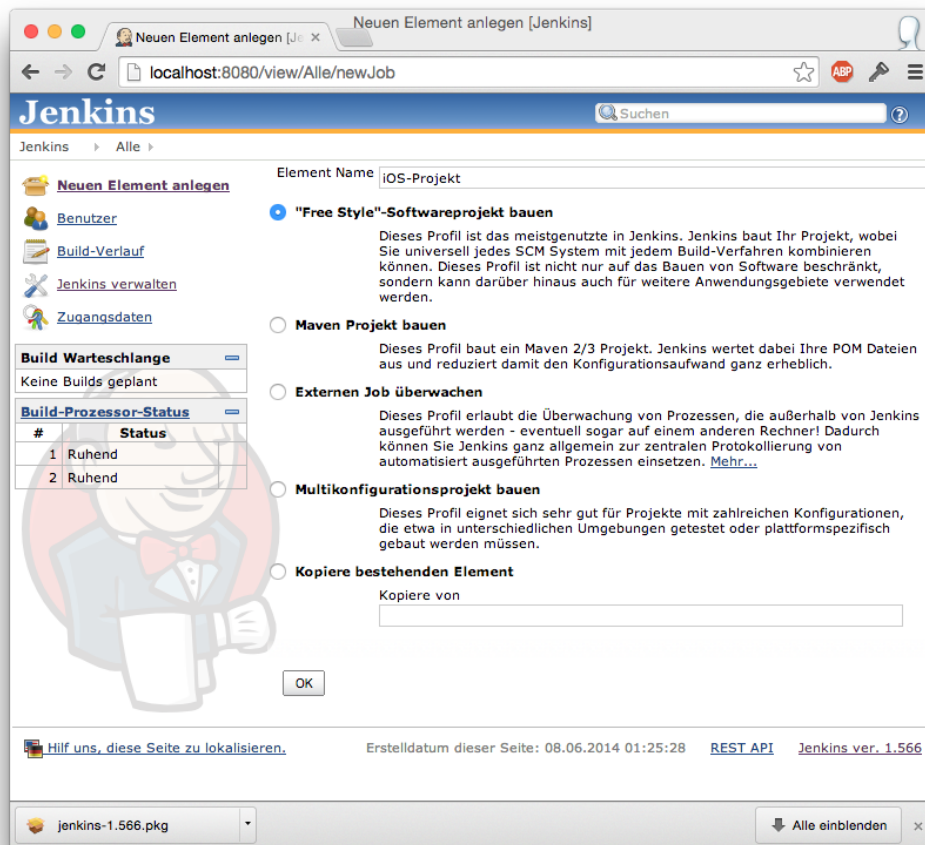 Neuen Element anlegen [Jenkins]
Neuen Element anlegen [Je
localhost:8080/view/Alle/newJob
ABP
Jenkins
Suchen
?
Jenkins
Alle
Neuen Element anlegen
Benutzer
Build-Verlauf
Jenkins verwalten
Zugangsdaten
Build Warteschlange
Keine Builds geplant
Build-Prozessor-Status
# Status
1 Ruhend
2 Ruhend
Element Name iOS-Projekt
"Free Style"-Softwareprojekt bauen
Dieses Profil ist das meistgenutzte in Jenkins. Jenkins baut Ihr Projekt, wobei
Sie universell jedes SCM System mit jedem Build-Verfahren kombinieren
können. Dieses Profil ist nicht nur auf das Bauen von Software beschränkt,
sondern kann darüber hinaus auch für weitere Anwendungsgebiete verwendet
werden.
Maven Projekt bauen
Dieses Profil baut ein Maven 2/3 Projekt. Jenkins wertet dabei Ihre POM Dateien
aus und reduziert damit den Konfigurationsaufwand ganz erheblich.
Externen Job überwachen
Dieses Profil erlaubt die Überwachung von Prozessen, die außerhalb von Jenkins
ausgeführt werden - eventuell sogar auf einem anderen Rechner! Dadurch
können Sie Jenkins ganz allgemein zur zentralen Protokollierung von
automatisiert ausgeführten Prozessen einsetzen. Mehr...
Multikonfigurationsprojekt bauen
Dieses Profil eignet sich sehr gut für Projekte mit zahlreichen Konfigurationen,
die etwa in unterschiedlichen Umgebungen getestet oder plattformspezifisch
gebaut werden müssen.
Kopiere bestehenden Element
Kopiere von
OK
Hilf uns, diese Seite zu lokalisieren.
Erstelldatum dieser Seite: 08.06.2014 01:25:28
REST API
Jenkins ver. 1.566
jenkins-1.566.pkg
Alle einblenden